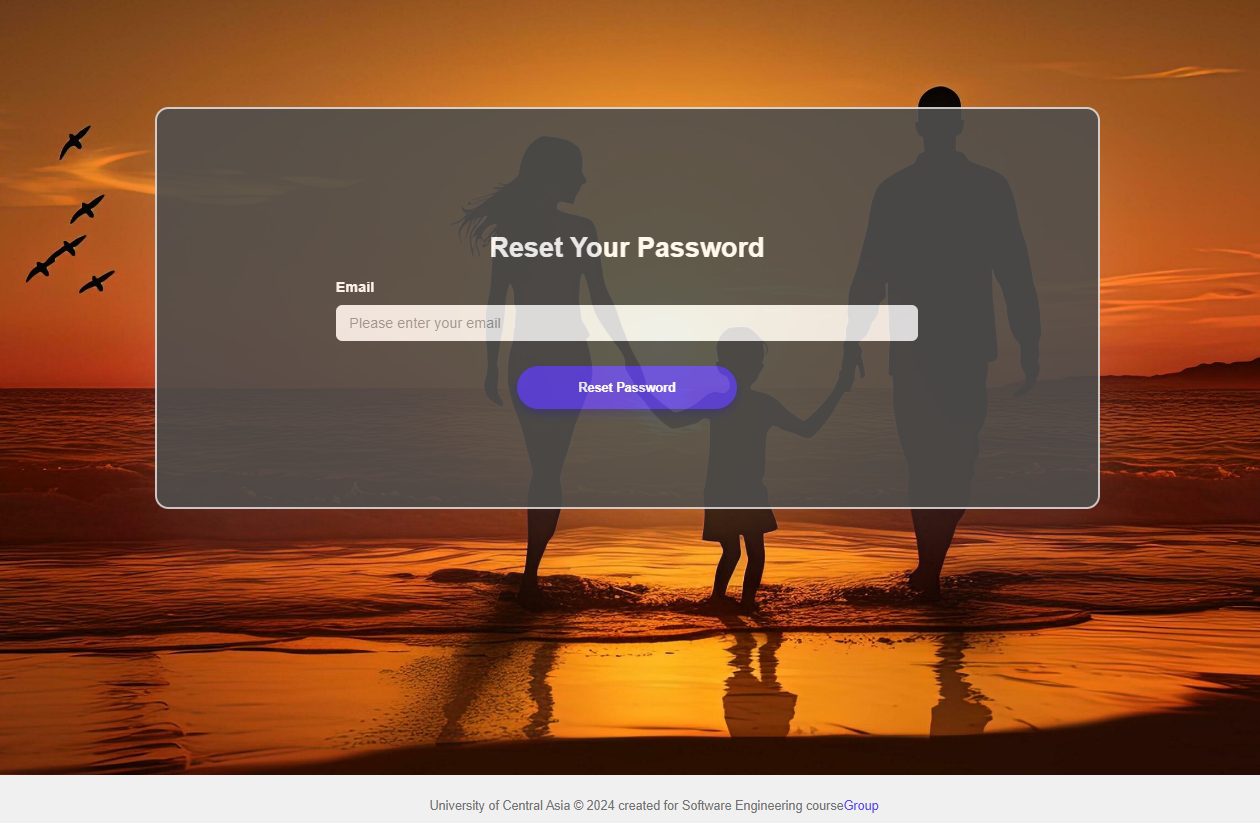 Reset Your Password
Email
Please enter your email
Reset Password
University of Central Asia © 2024 created for Software Engineering courseGroup